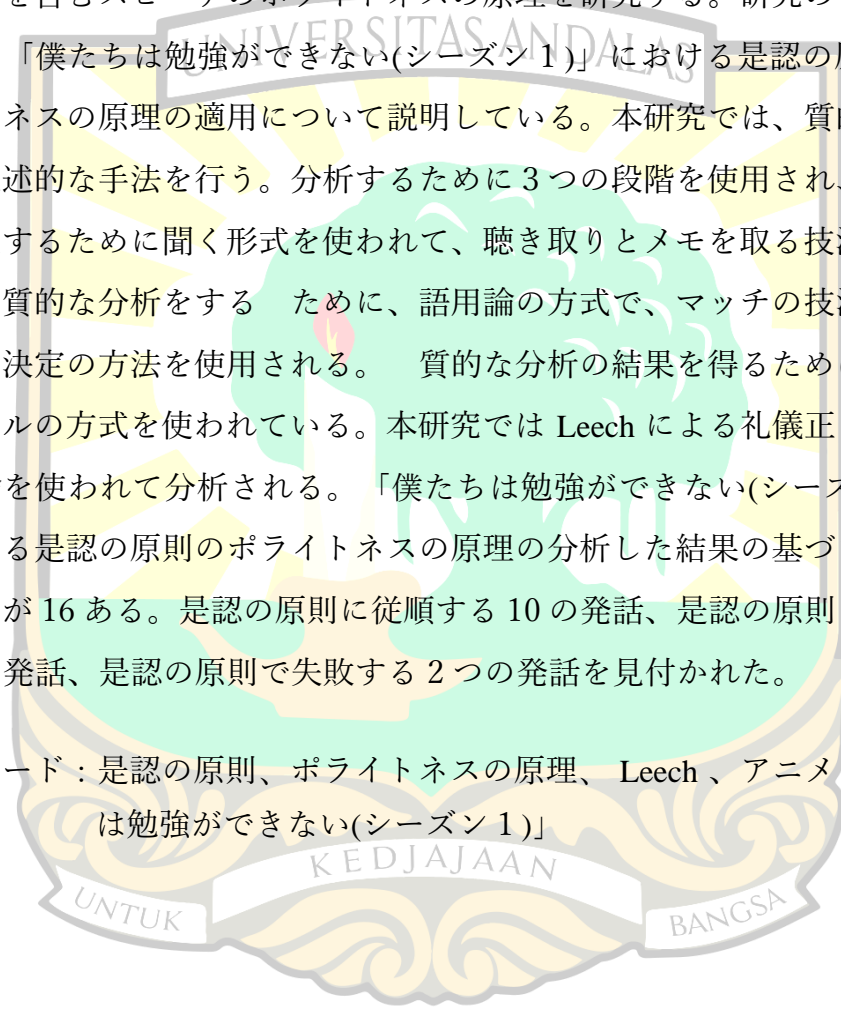 を含むスピーチのポライトネスの原理を研究する。研究の
UNIVERSITAS ANDALAS
「僕たちは勉強ができない(シーズン１)」における是認の
ネスの原理の適用について説明している。本研究では、質
述的な手法を行う。分析するために３つの段階を使用され、
するために聞く形式を使われて、聴き取りとメモを取る技
質的な分析をする　ために、語用論の方式で、マッチの技
決定の方法を使用される。　質的な分析の結果を得るため
ルの方式を使われている。本研究では Leech による礼儀正
を使われて分析される。「僕たちは勉強ができない(シーズ
る是認の原則のポライトネスの原理の分析した結果の基づ
が 16 ある。是認の原則に従順する 10 の発話、是認の原則
発話、是認の原則で失敗する２つの発話を見付かれた。
ード：是認の原則、ポライトネスの原理、 Leech 、アニメ
は勉強ができない(シーズン１)」
KEDJAJAAN
UNTUK
BANGSA